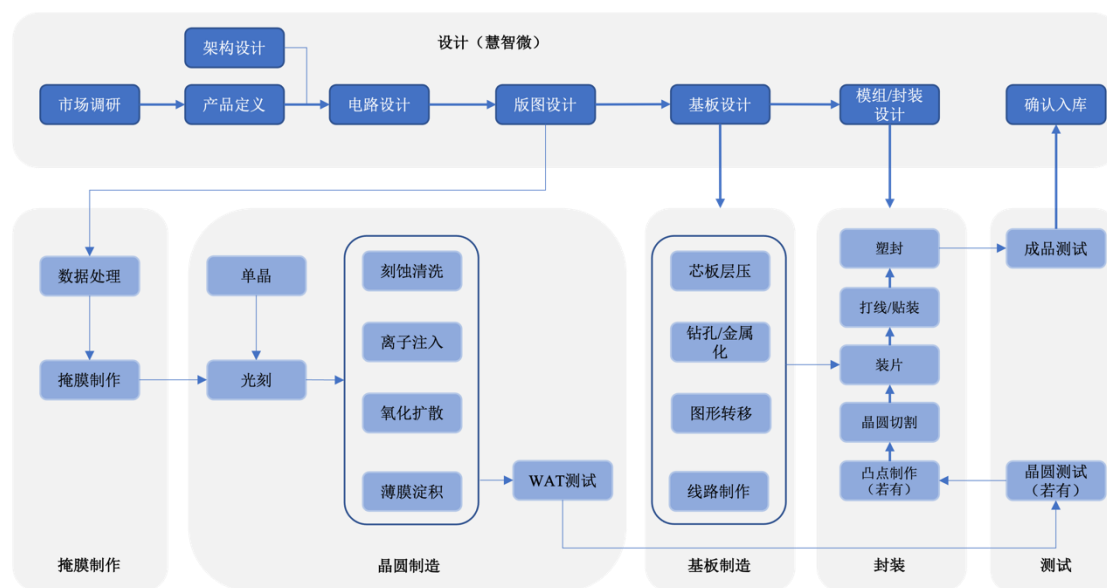 设计（慧智微）
架构设计
市场调研
产品定义
电路设计
版图设计
基板设计
模组/封装
设计
确认入库
数据处理
掩膜制作
掩膜制作
单晶
光刻
刻蚀清洗
离子注入
氧化扩散
薄膜淀积
WAT测试
晶圆制造
芯板层压
钻孔/金属
化
图形转移
线路制作
基板制造
塑封
打线/贴装
装片
晶圆切割
凸点制作
（若有）
封装
成品测试
晶圆测试
（若有）
测试